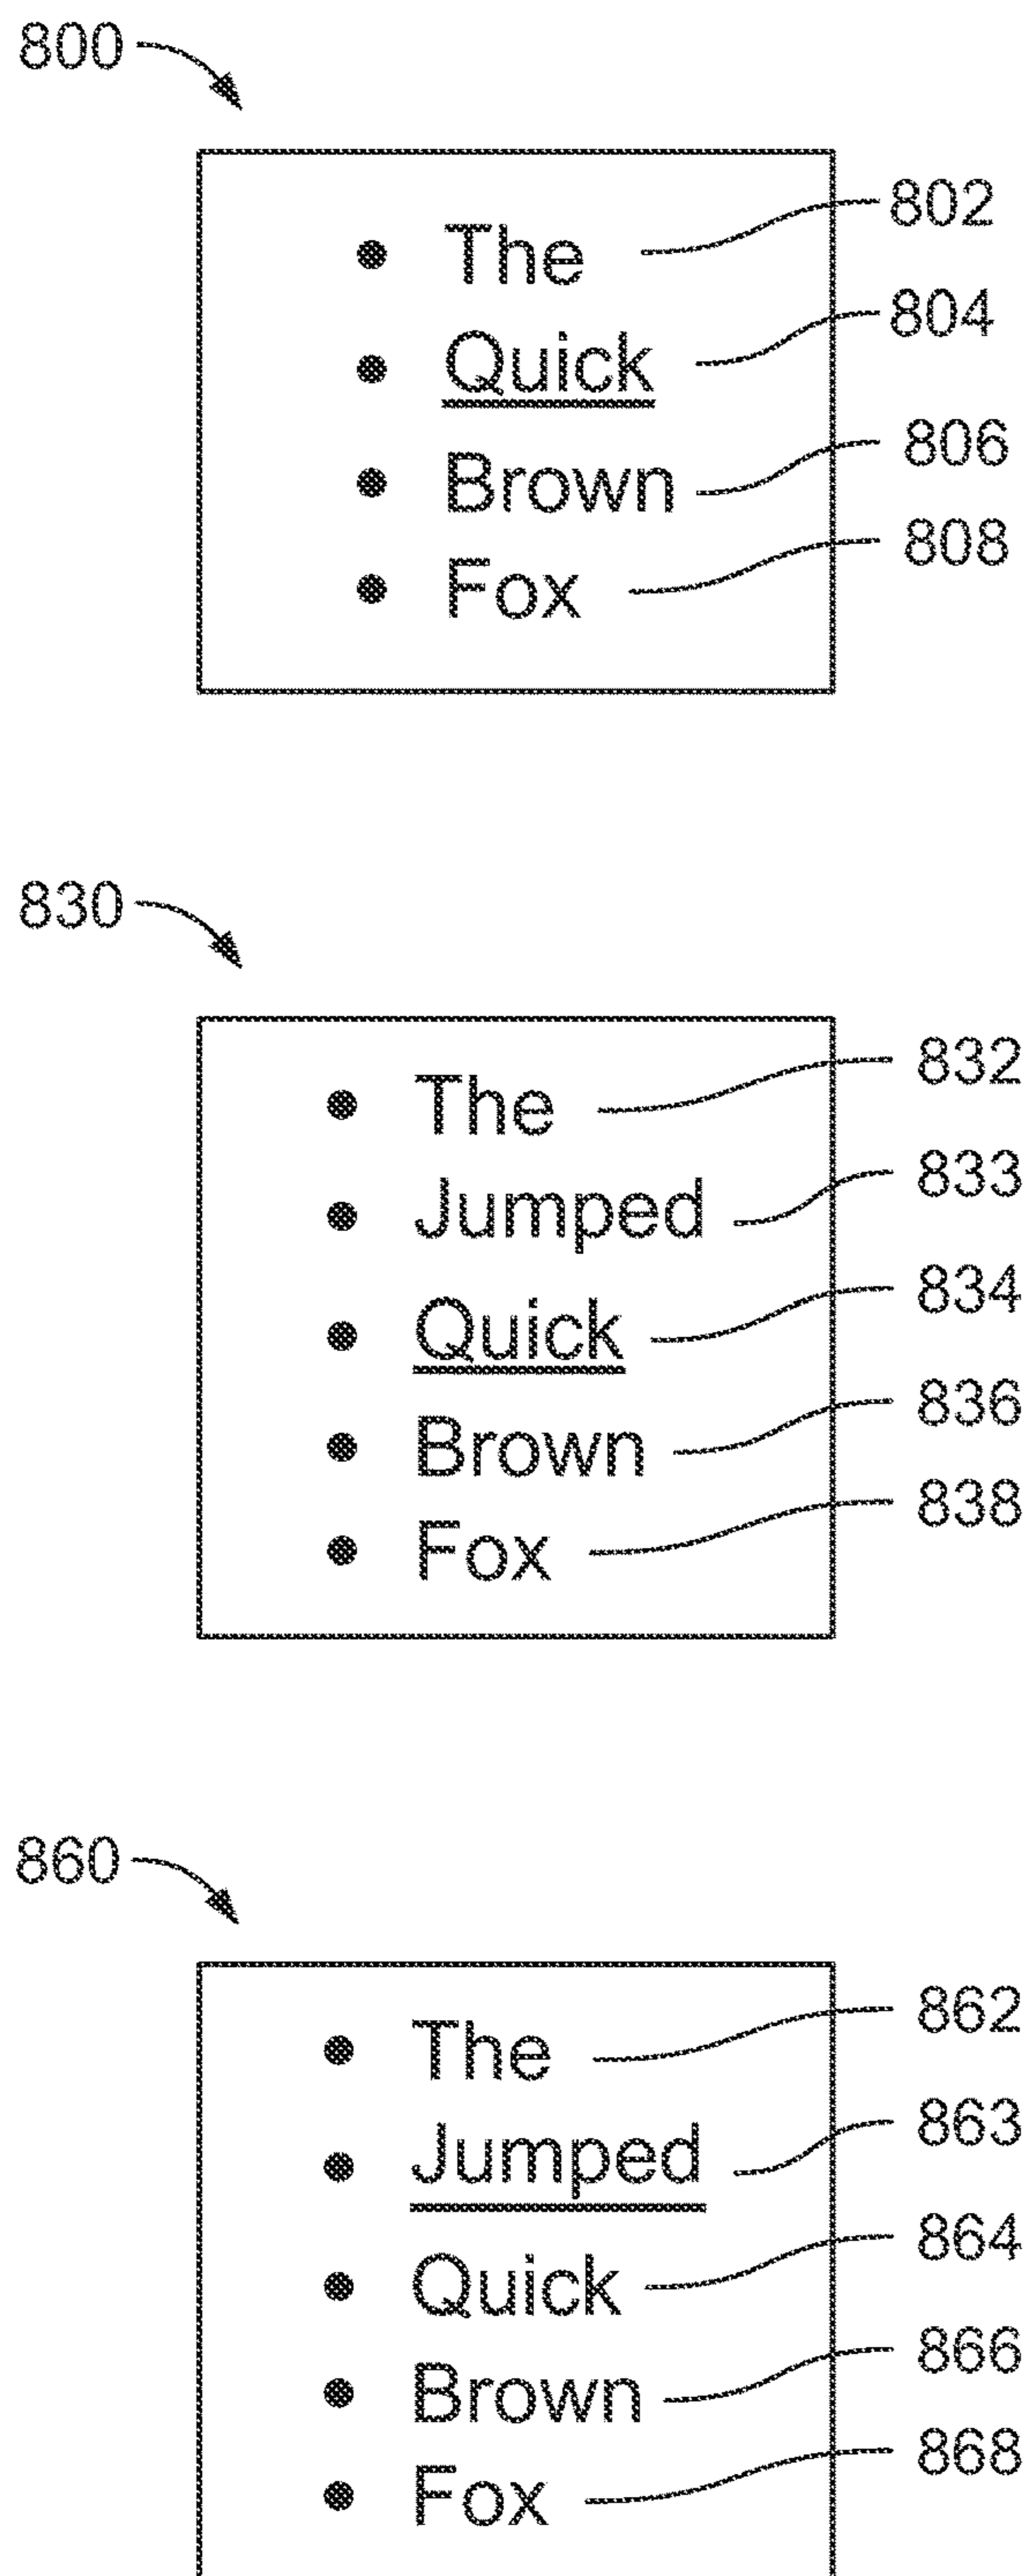 800
• The 802
• Quick 804
• Brown 806
• Fox 808
830
• The 832
• Jumped 833
• Quick 834
• Brown 836
• Fox 838
860
• The 862
• Jumped 863
• Quick 864
• Brown 866
• Fox 868